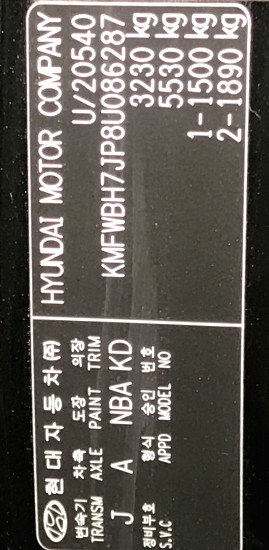 현대자동차(주) HYUNDAI MOTOR COMPANY
변속기 차축 도장 의장 U/20540
TRANSM AXLE PAINT TRIM
J A NBA KD KMFWBH7JP8U086287
정비부호 형식 승인 번호 3230 kg
S.V.C APPD MODEL NO 5530 kg
1- 1500 kg
2- 1890 kg